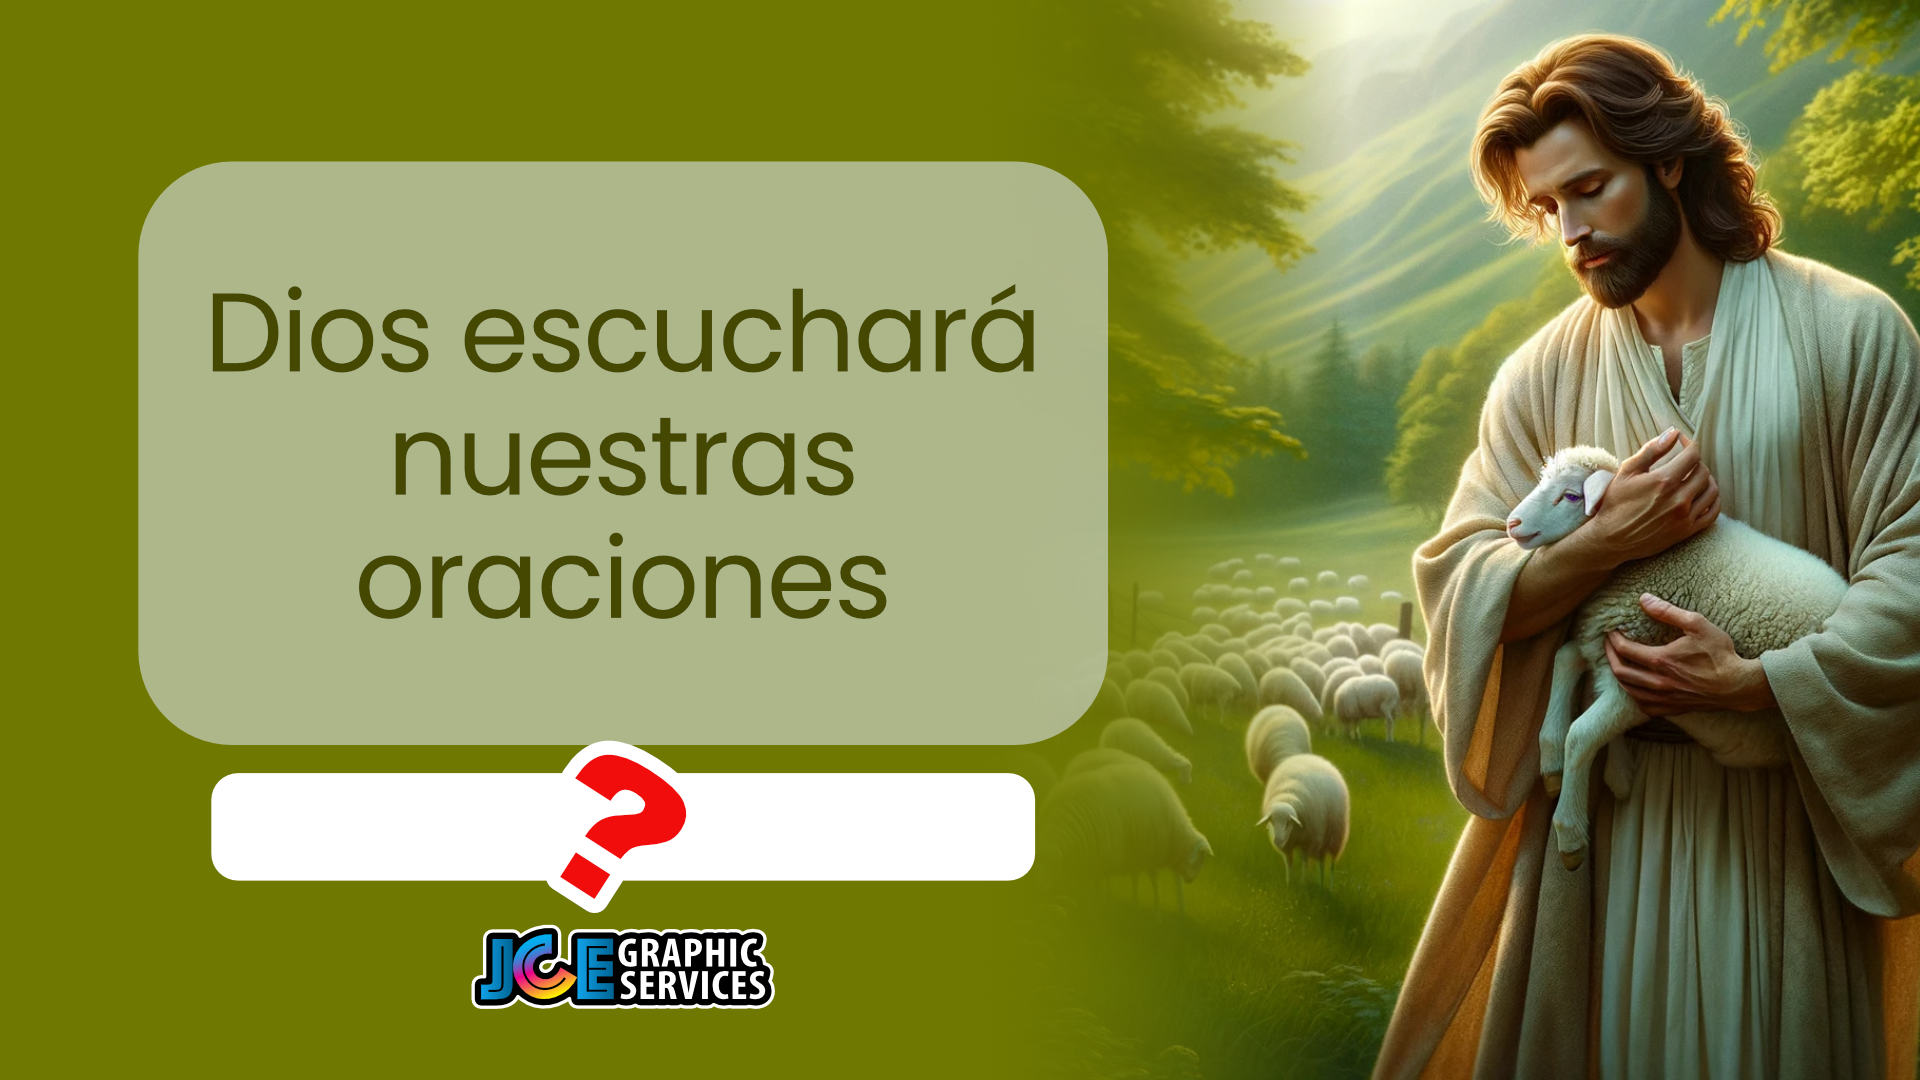 Dios escuchará
nuestras
oraciones
?
JCE GRAPHIC
SERVICES